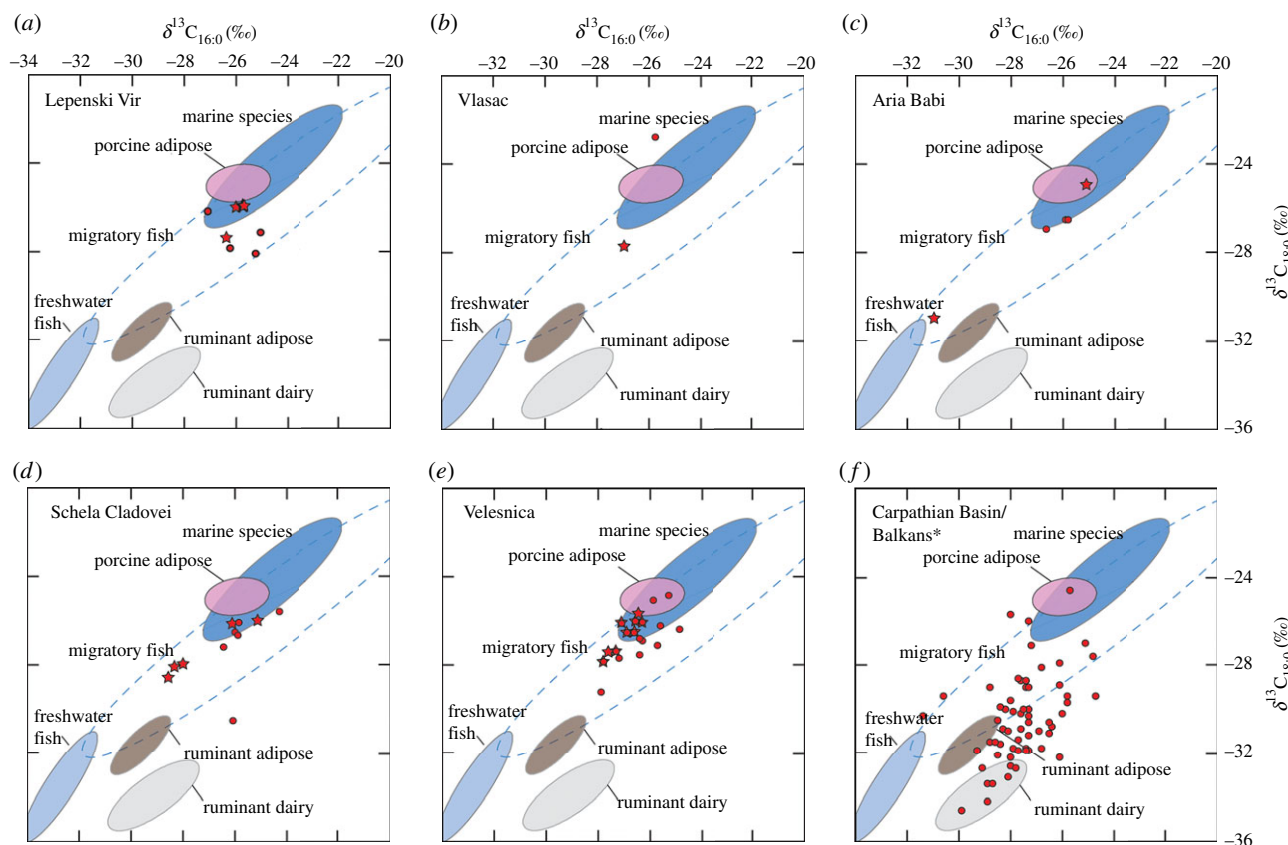 (a)
δ13C16:0 (‰)
–34 –32 –30 –28 –26 –24 –22 –20
Lepenski Vir
marine species
porcine adipose
migratory fish
freshwater
fish
ruminant adipose
ruminant dairy
(b)
δ13C16:0 (‰)
–32 –30 –28 –26 –24 –22
Vlasac
marine species
porcine adipose
migratory fish
freshwater
fish
ruminant adipose
ruminant dairy
(c)
δ13C16:0 (‰)
–32 –30 –28 –26 –24 –22 –20
Aria Babi
marine species
porcine adipose
migratory fish
freshwater
fish
ruminant adipose
ruminant dairy
–24
–28
–32
–36
δ13C18:0 (‰)
(d)
Schela Cladovei
marine species
porcine adipose
migratory fish
freshwater
fish
ruminant adipose
ruminant dairy
(e)
Velesnica
marine species
porcine adipose
migratory fish
freshwater
fish
ruminant adipose
ruminant dairy
(f)
Carpathian Basin/
Balkans*
marine species
porcine adipose
migratory fish
freshwater
fish
ruminant adipose
ruminant dairy
–24
–28
–32
–36
δ13C18:0 (‰)